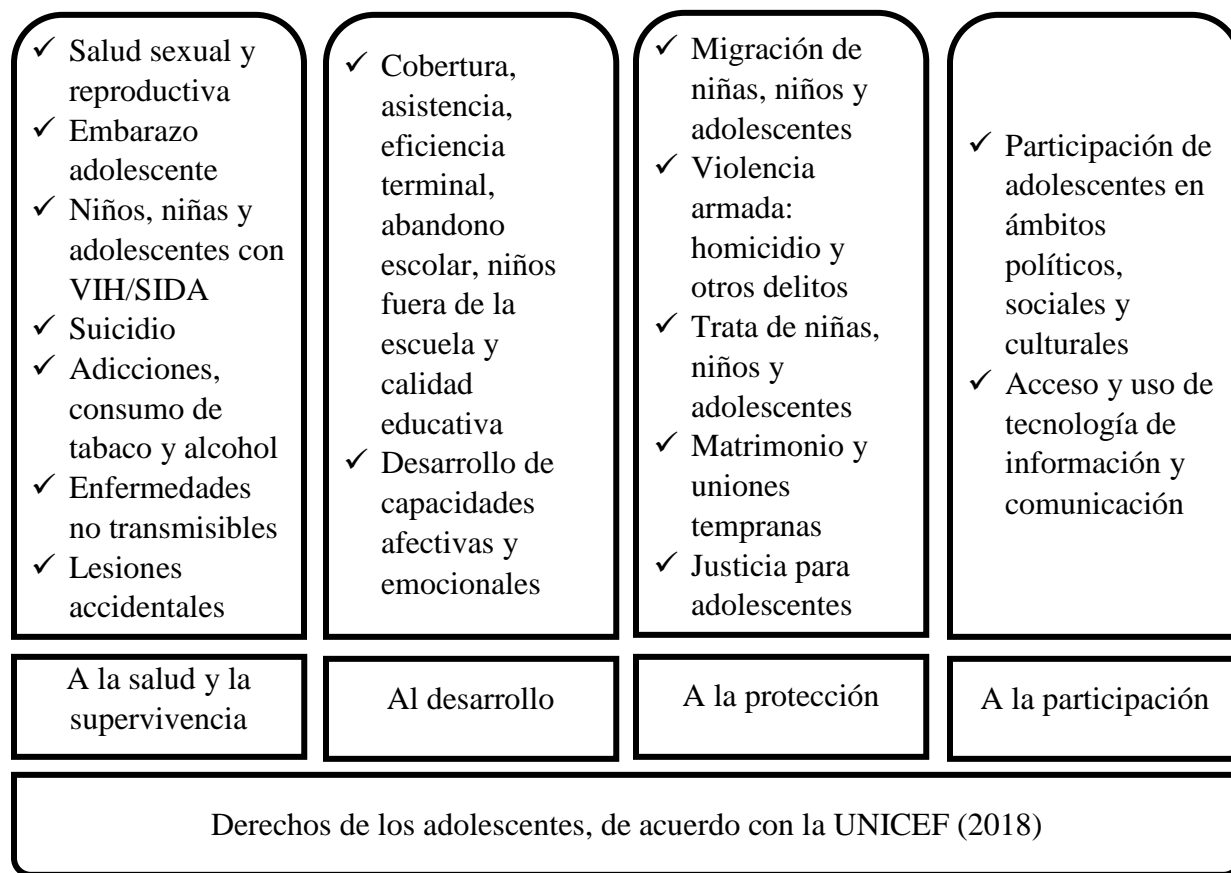 ✓ Salud sexual y
reproductiva
✓ Embarazo
adolescente
✓ Niños, niñas y
adolescentes con
VIH/SIDA
✓ Suicidio
✓ Adicciones,
consumo de
tabaco y alcohol
✓ Enfermedades
no transmisibles
✓ Lesiones
accidentales
✓ Cobertura,
asistencia,
eficiencia
terminal,
abandono
escolar, niños
fuera de la
escuela y
calidad
educativa
✓ Desarrollo de
capacidades
afectivas y
emocionales
✓ Migración de
niñas, niños y
adolescentes
✓ Violencia
armada:
homicidio y
otros delitos
✓ Trata de niñas,
niños y
adolescentes
✓ Matrimonio y
uniones
tempranas
✓ Justicia para
adolescentes
✓ Participación de
adolescentes en
ámbitos
políticos,
sociales y
culturales
✓ Acceso y uso de
tecnología de
información y
comunicación
A la salud y la
supervivencia
Al desarrollo
A la protección
A la participación
Derechos de los adolescentes, de acuerdo con la UNICEF (2018)